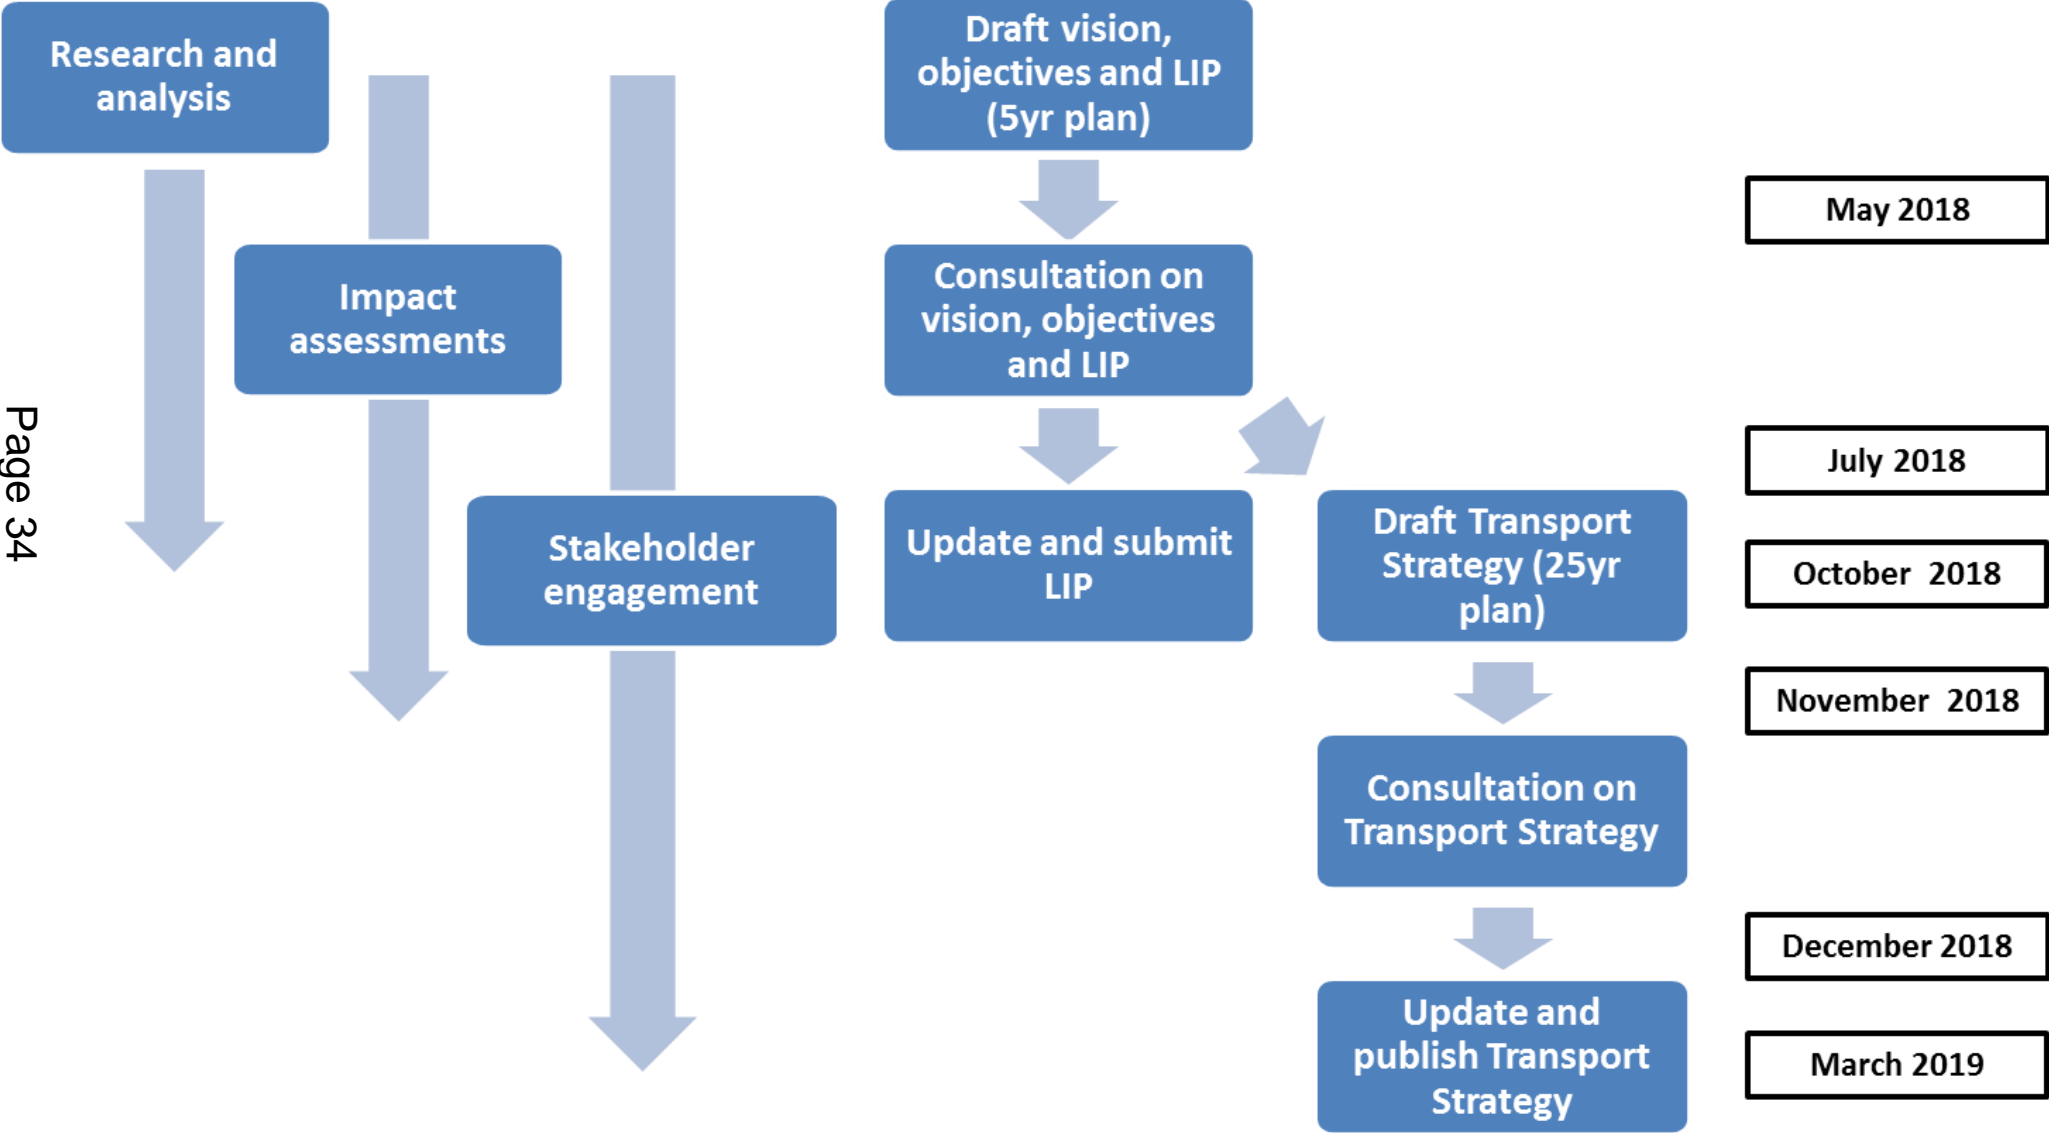 Research and
analysis
Impact
assessments
Stakeholder
engagement
Draft vision,
objectives and LIP
(5yr plan)
Consultation on
vision, objectives
and LIP
Update and submit
LIP
Draft Transport
Strategy (25yr
plan)
Consultation on
Transport Strategy
Update and
publish Transport
Strategy
May 2018
July 2018
October 2018
November 2018
December 2018
March 2019
Page 34